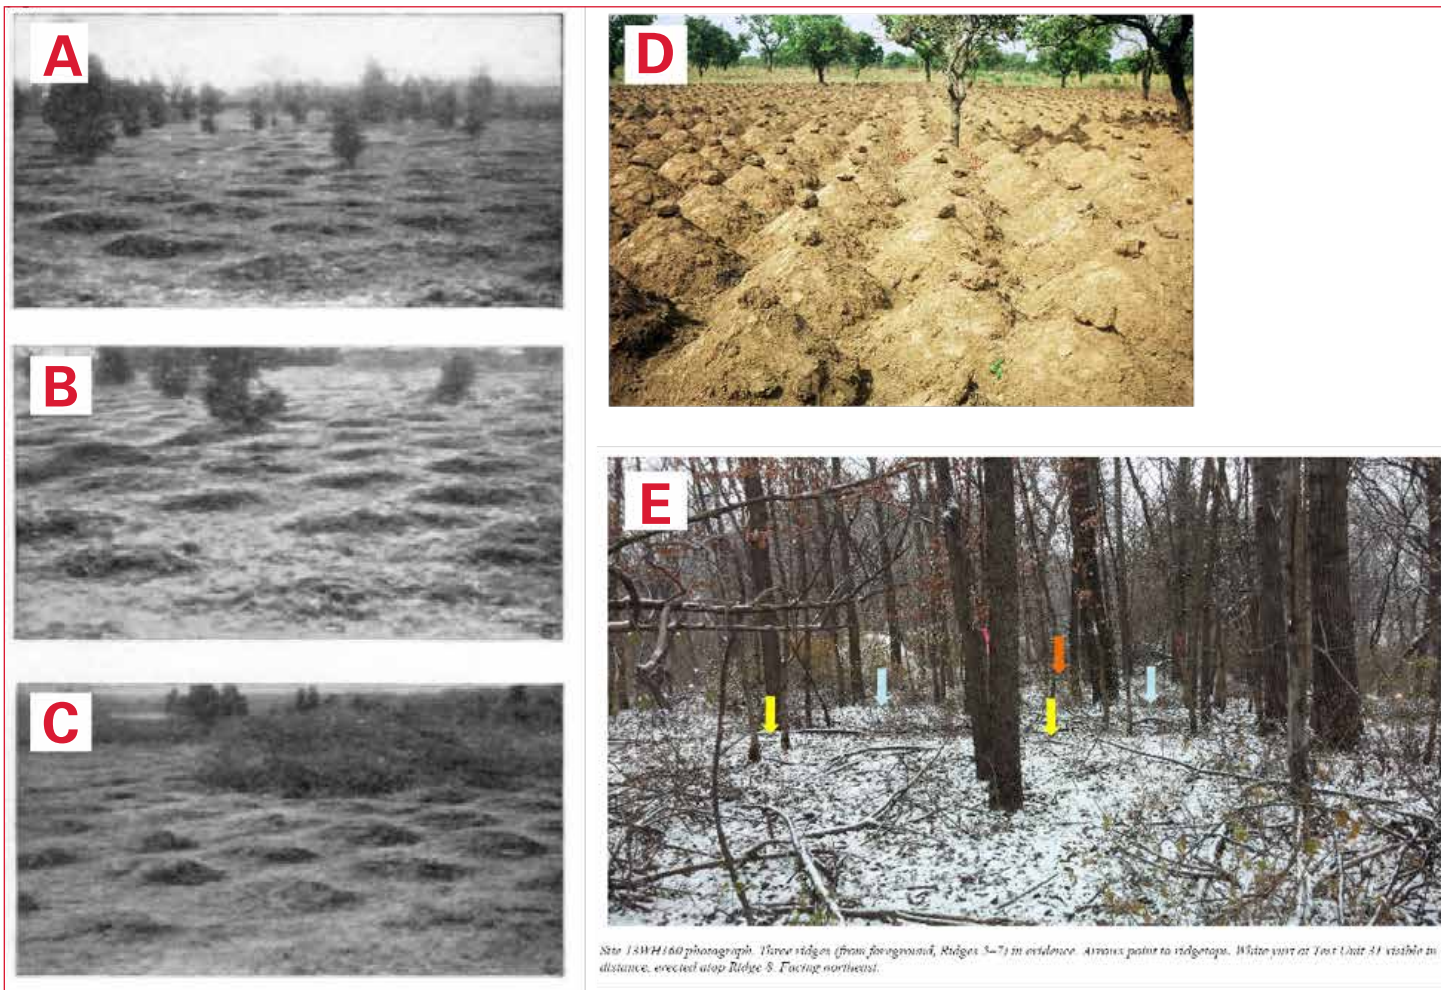 A
B
C
D
E
Site 13WH160 photograph. Three ridges (from foreground, Ridges 5–7) in evidence. Arrows point to ridgetops. White yurt at Test Unit 31 visible in
distance, erected atop Ridge 8. Facing northeast.